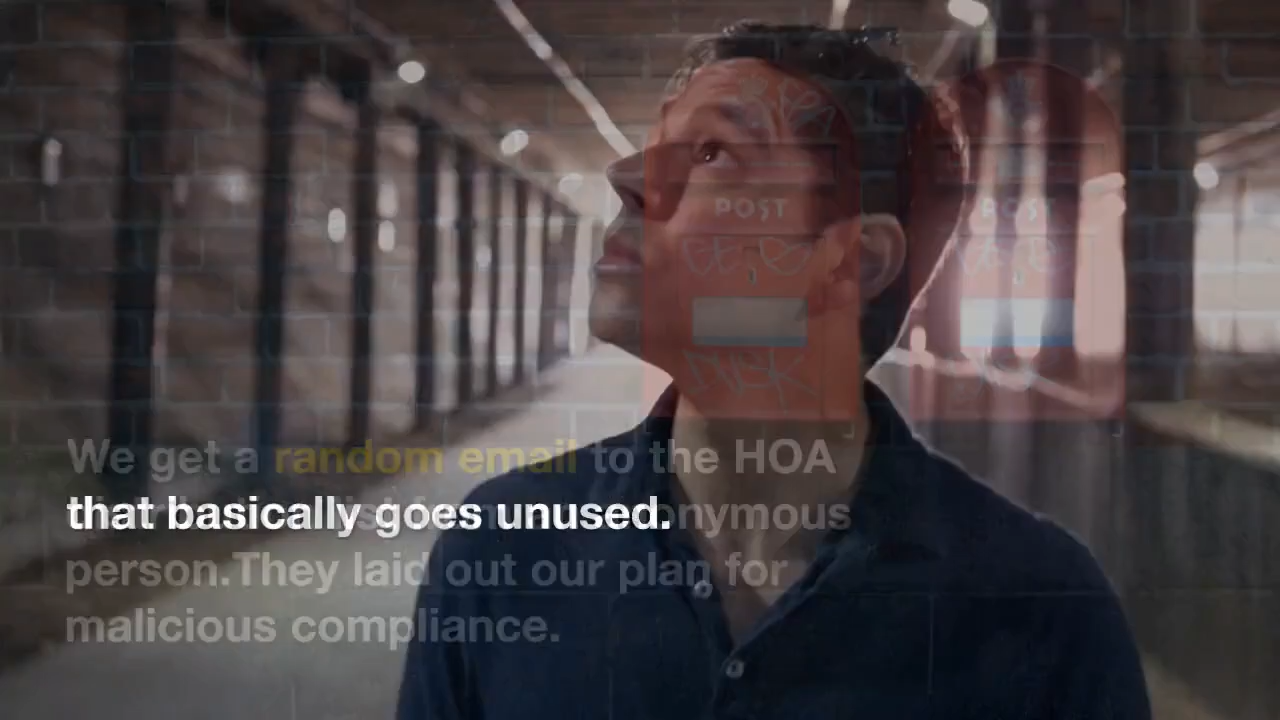 POST POST
We get a random email to the HOA
that basically goes unused.
nymous
person.They laid out our plan for
malicious compliance.